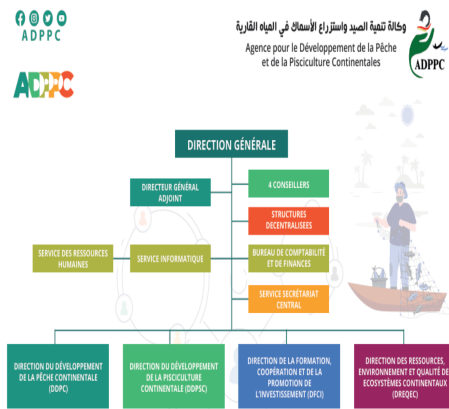 ADPPC
وكالة تنمية الصيد واستزراع الأسماك في المياه القارية
Agence pour le Développement de la Pêche
et de la Pisciculture Continentales
ADPPC
ADPPC
DIRECTION GÉNÉRALE
DIRECTEUR GÉNÉRAL
ADJOINT
4 CONSEILLERS
STRUCTURES
DECENTRALISEES
SERVICE DES RESSOURCES
HUMAINES
SERVICE INFORMATIQUE
BUREAU DE COMPTABILITÉ
ET DE FINANCES
SERVICE SECRÉTARIAT
CENTRAL
DIRECTION DU DÉVELOPPEMENT
DE LA PÊCHE CONTINENTALE
(DDPC)
DIRECTION DU DÉVELOPPEMENT
DE LA PISCICULTURE
CONTINENTALE (DDPSC)
DIRECTION DE LA FORMATION,
COOPÉRATION ET DE LA
PROMOTION DE
L'INVESTISSEMENT (DFCI)
DIRECTION DES RESSOURCES,
ENVIRONNEMENT ET QUALITÉ DE
ECOSYSTÈMES CONTINENTAUX
(DREQEC)